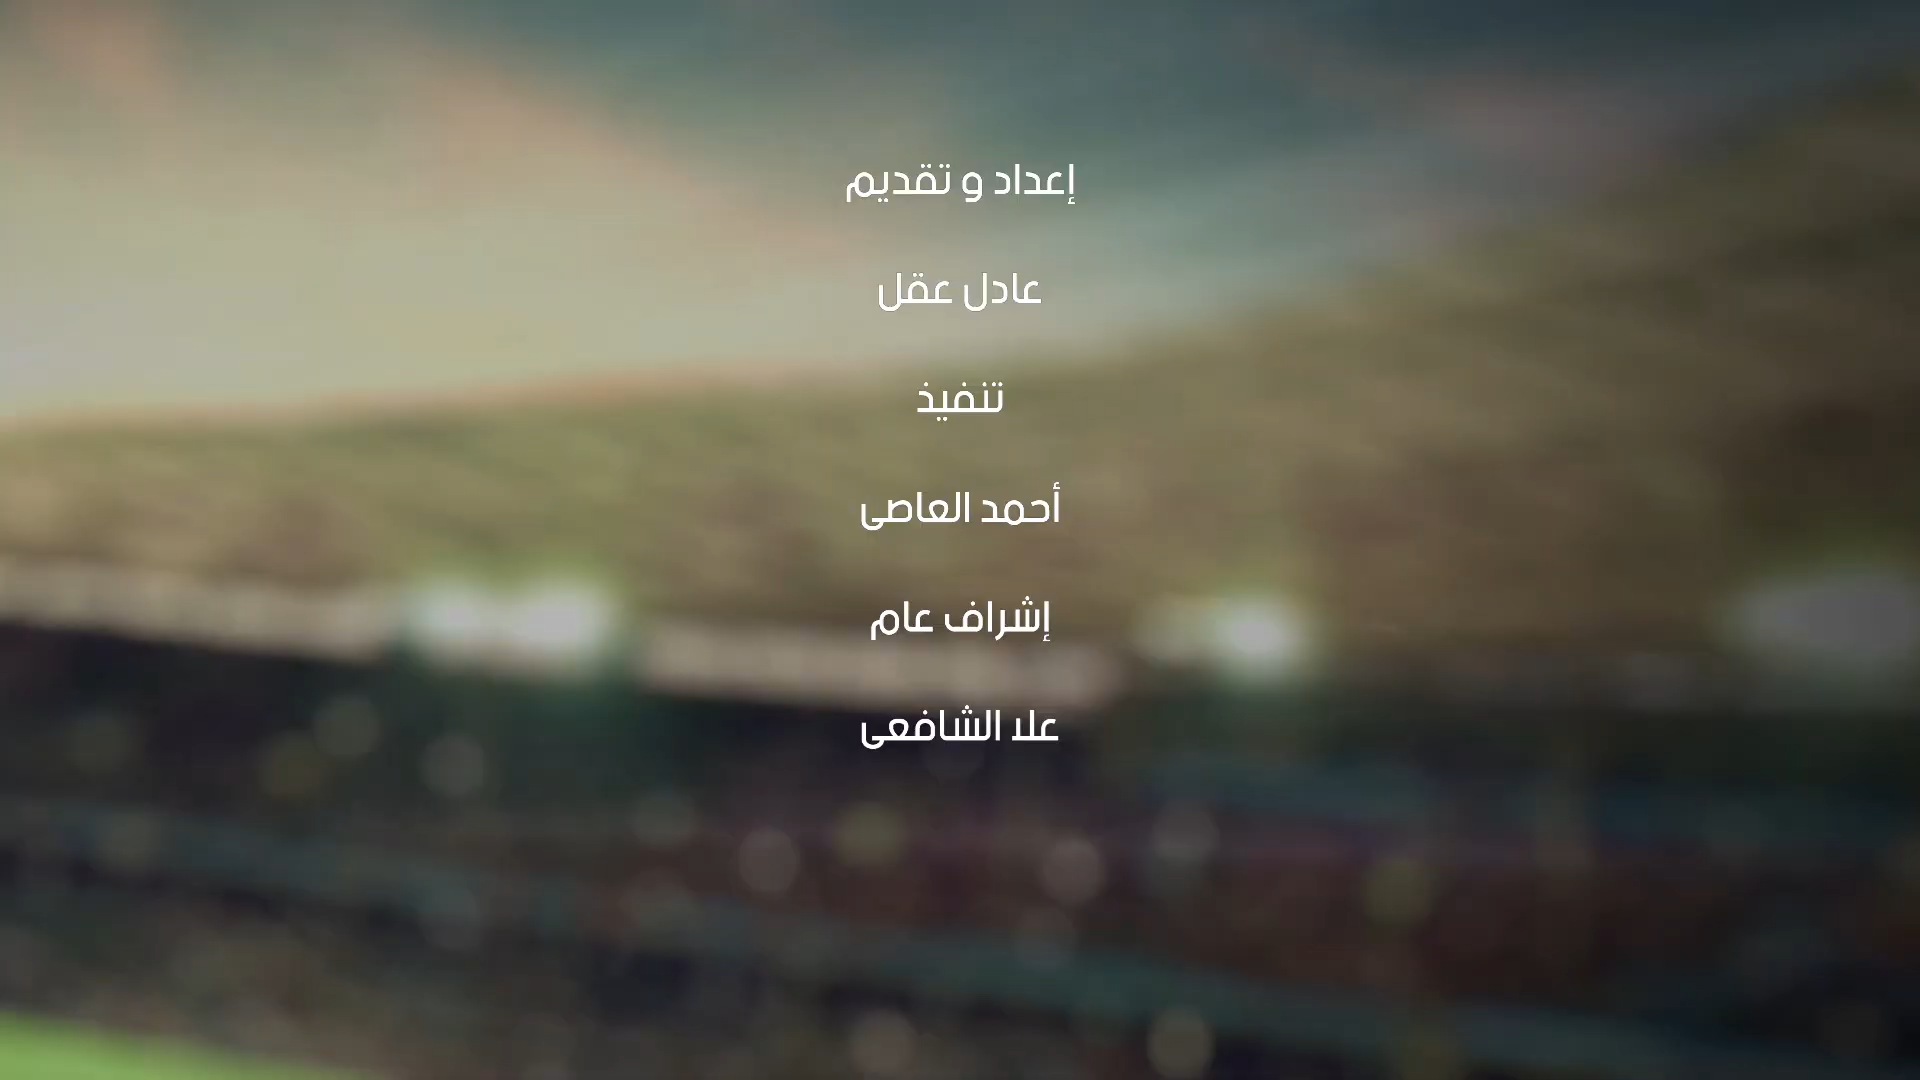 إعداد و تقديم
عادل عقل
تنفيذ
أحمد العاصى
إشراف عام
علا الشافعى